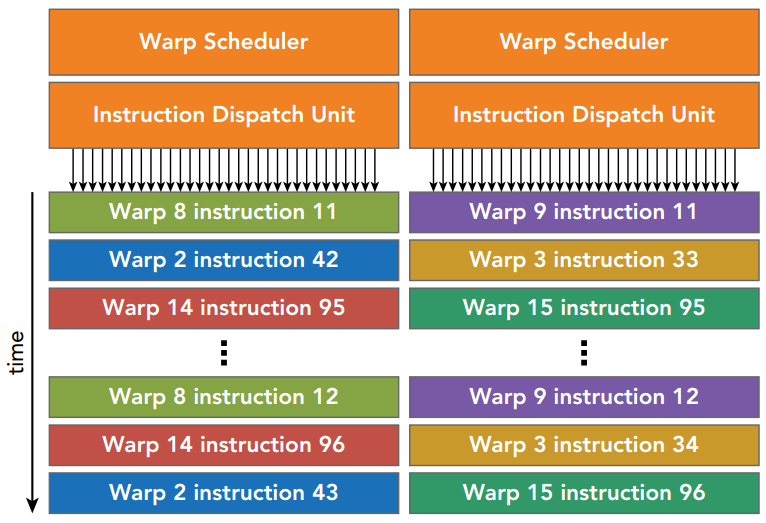 Warp Scheduler
Instruction Dispatch Unit
Warp 8 instruction 11
Warp 2 instruction 42
Warp 14 instruction 95
Warp 8 instruction 12
Warp 14 instruction 96
Warp 2 instruction 43
Warp Scheduler
Instruction Dispatch Unit
Warp 9 instruction 11
Warp 3 instruction 33
Warp 15 instruction 95
Warp 9 instruction 12
Warp 3 instruction 34
Warp 15 instruction 96
time